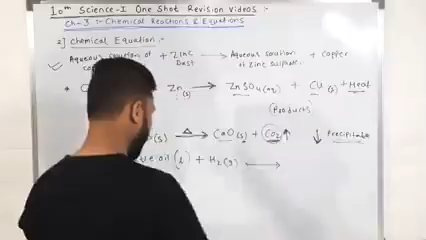 10th Science-I One Shot Revision Videos :-
Ch-3 :- Chemical Reactions & Equations
2] Chemical Equation :-
Aqueous solution of + Zinc → Aqueous solution + Copper
Dust of Zinc sulphate
Zn (s) → ZnSO4 (aq) + Cu (s) + Heat
(Products)
(s) Δ → CaO (s) + CO2 ↑ ↓ Precipitate
oil (l) + H2 (g) →